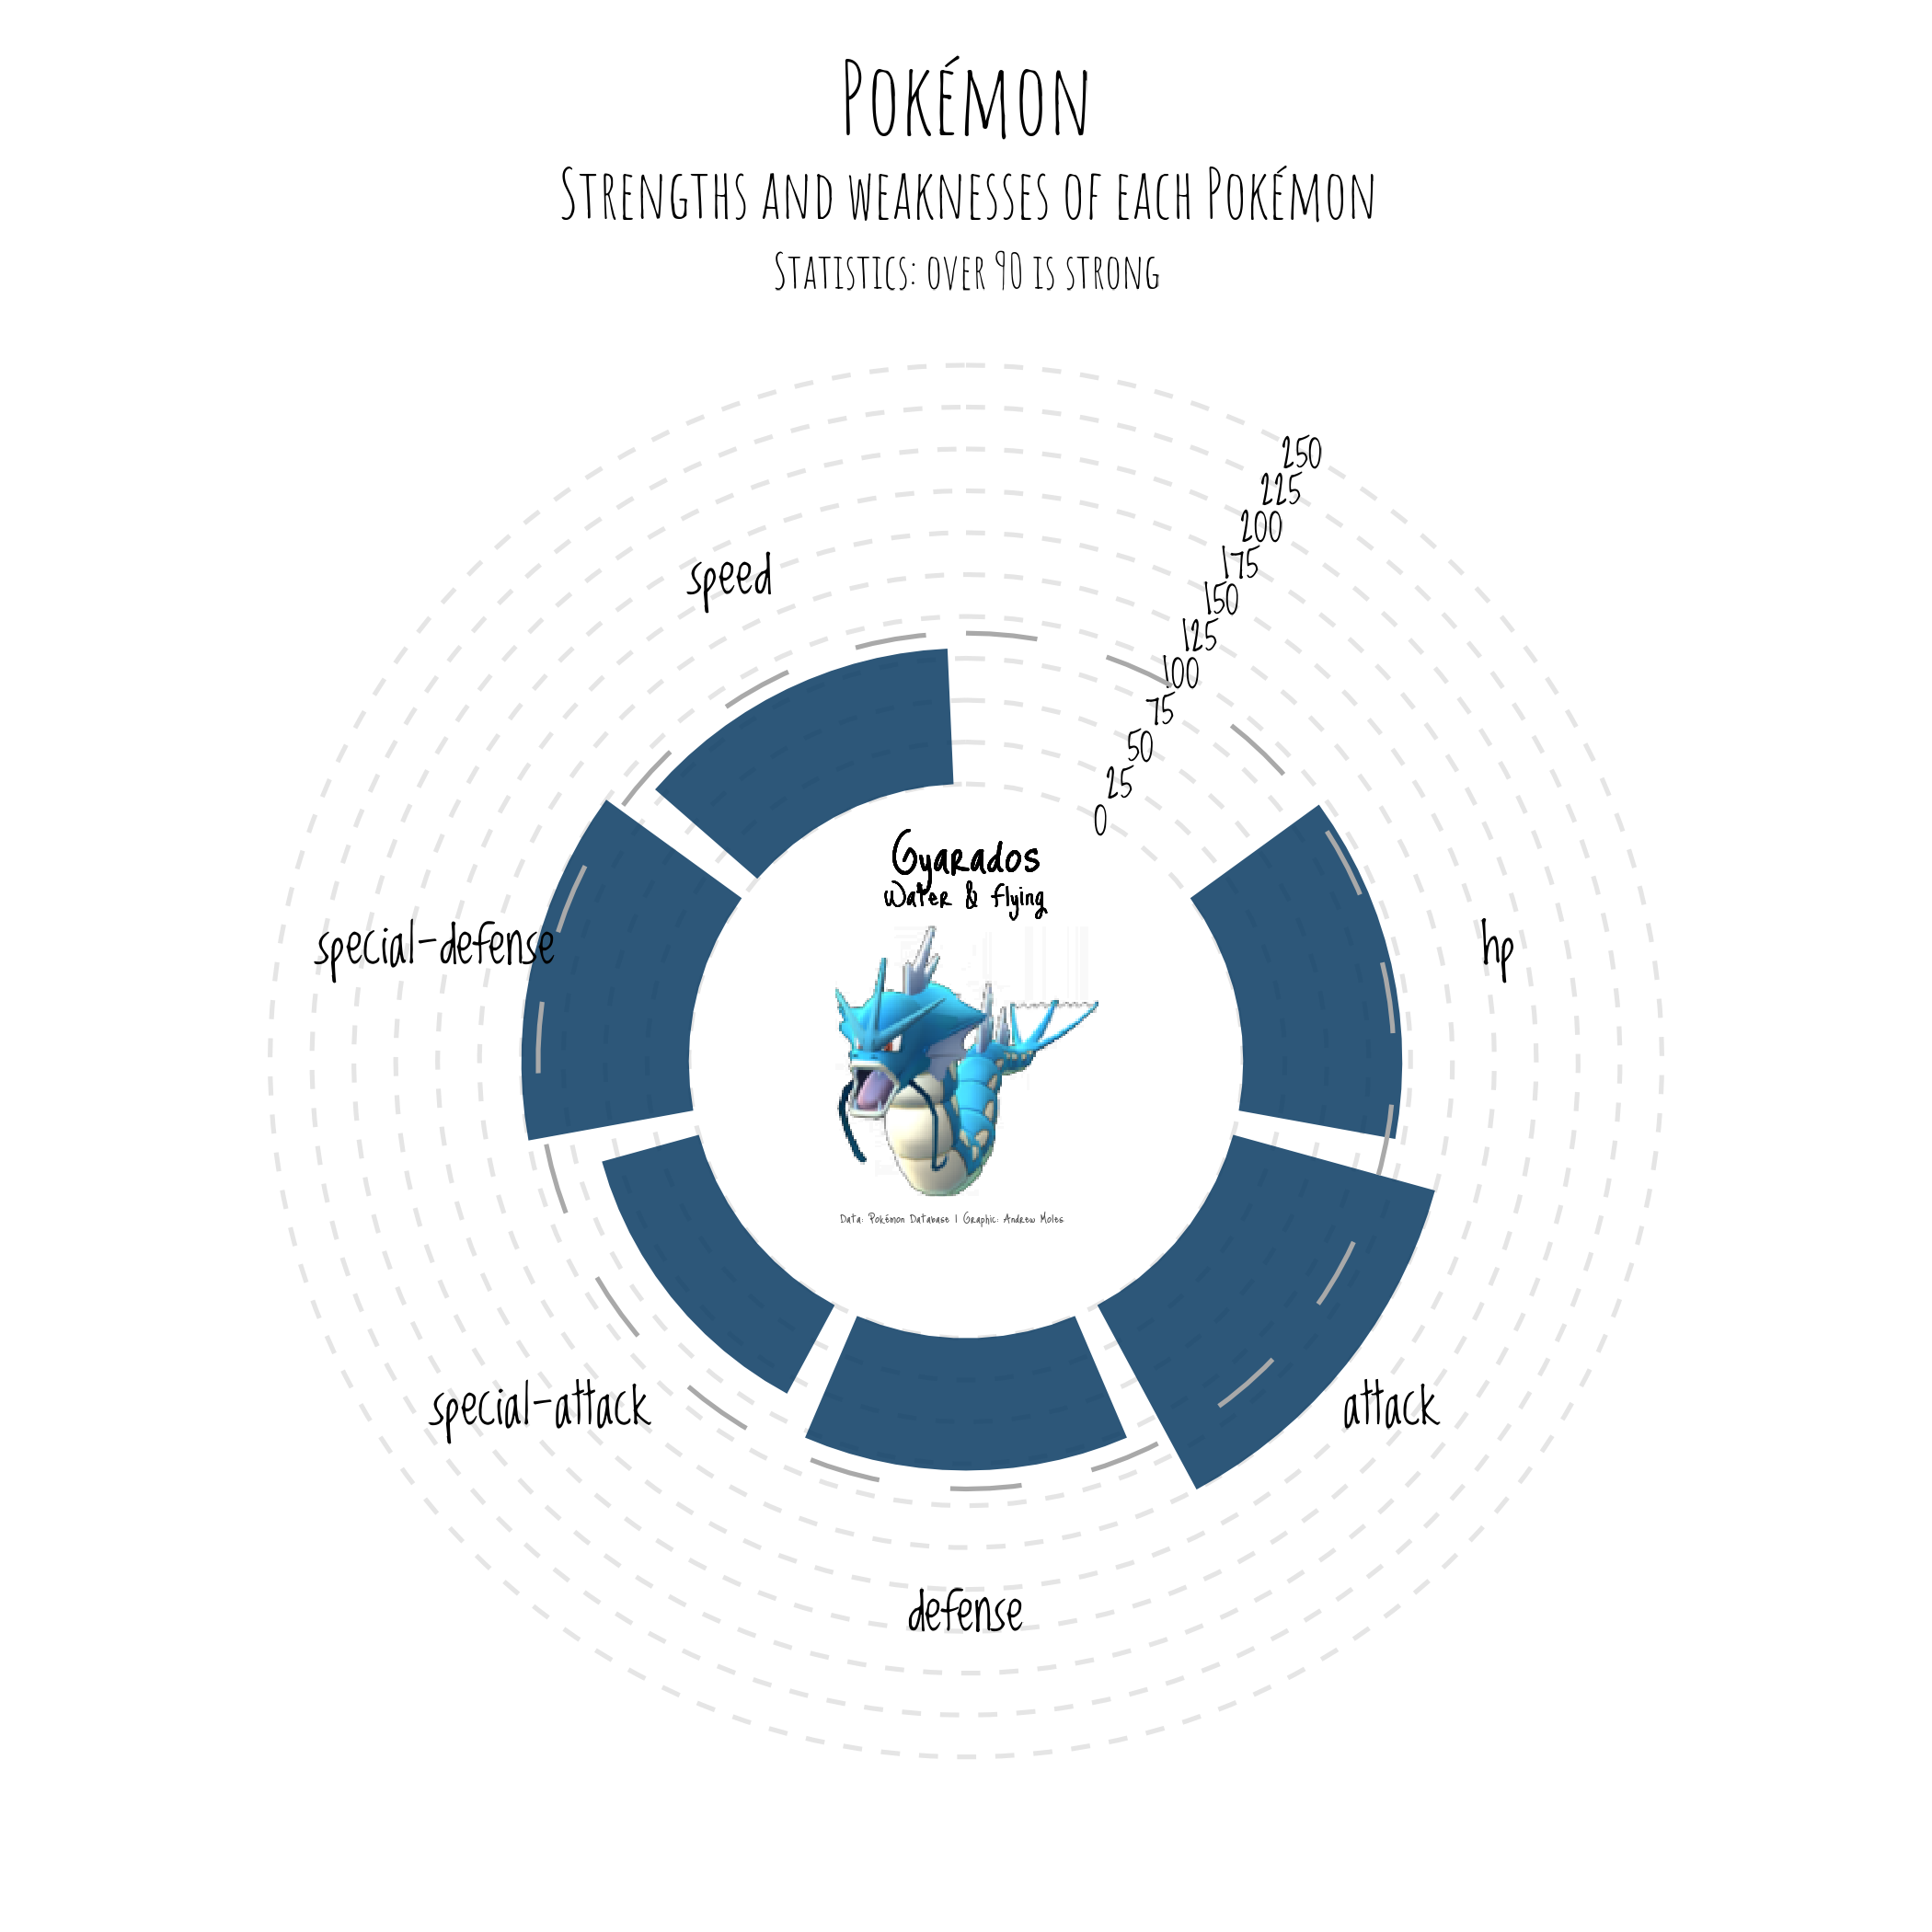 Pokémon
Strengths and weaknesses of each Pokémon
Statistics: over 90 is strong
250
225
200
175
150
125
100
75
50
25
0
speed
hp
special-defense
Gyarados
Water & flying
Data: Pokémon Database | Graphic: Andrew Moles
special-attack
attack
defense